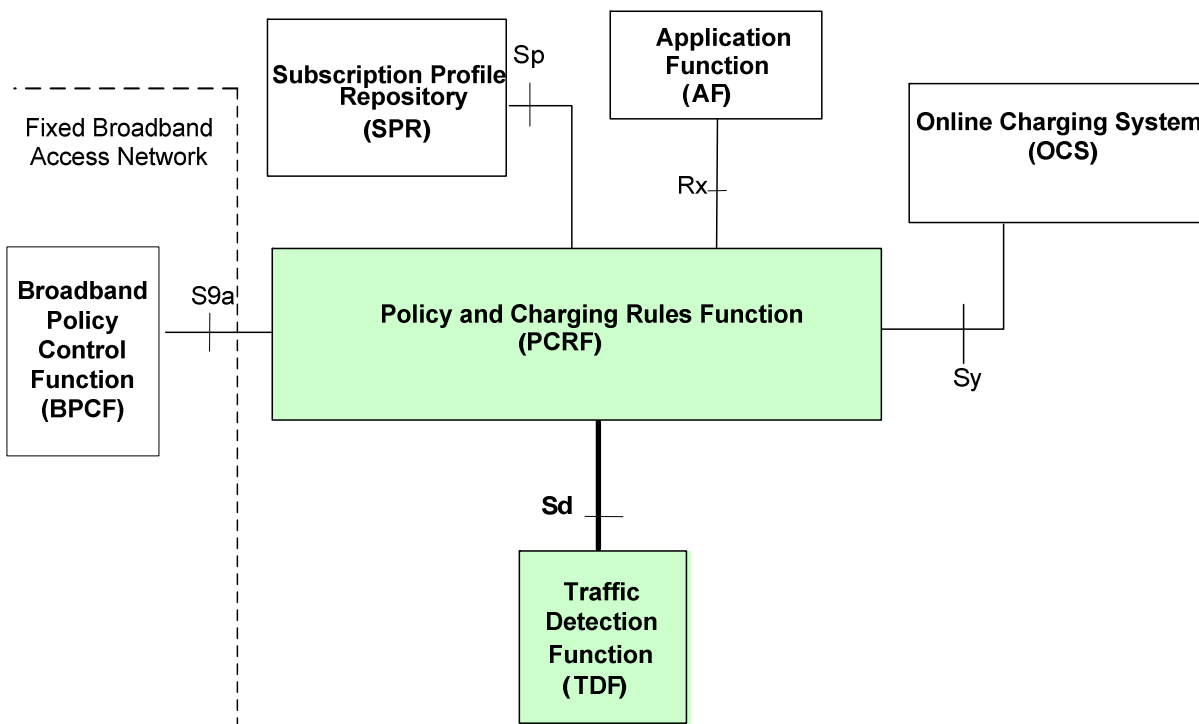 Sp
Subscription Profile
Repository
(SPR)
Application
Function
(AF)
Online Charging System
(OCS)
Fixed Broadband
Access Network
Rx
Broadband
Policy
Control
Function
(BPCF)
S9a
Policy and Charging Rules Function
(PCRF)
Sy
Sd
Traffic
Detection
Function
(TDF)